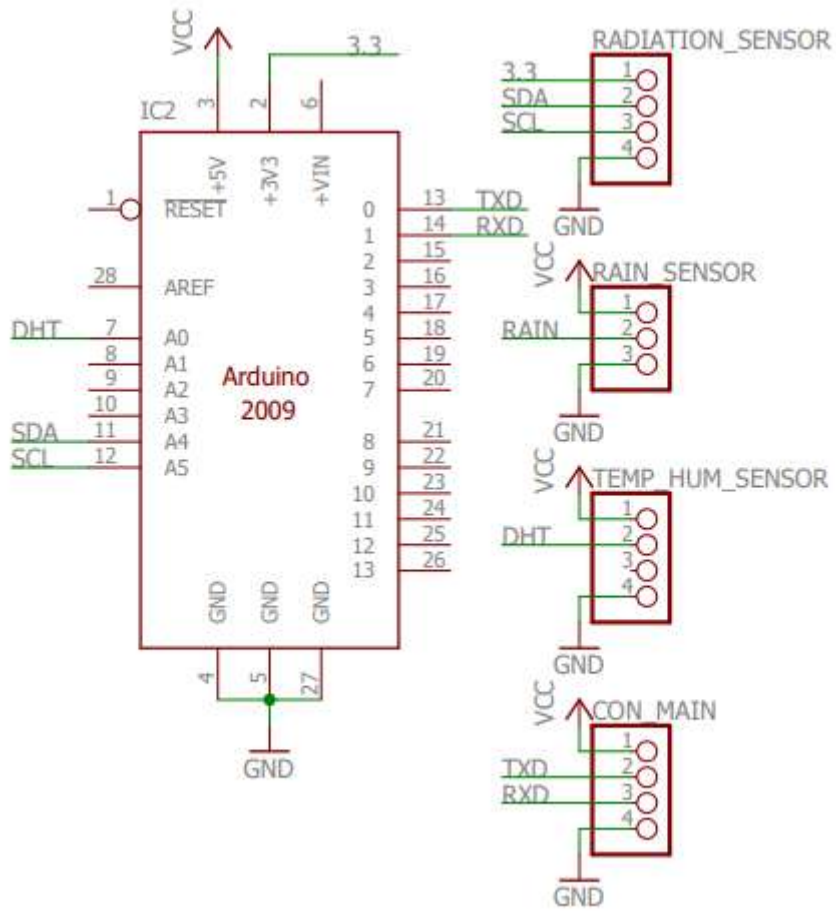 VCC
3.3
3
2
6
IC2
+5V
+3V3
+VIN
1
RESET
0
13
TXD
1
14
RXD
2
15
28
AREF
3
16
4
17
DHT
7
A0
5
18
8
A1
6
19
9
A2
7
20
10
A3
SDA
11
A4
8
21
SCL
12
A5
9
22
10
23
11
24
12
25
13
26
Arduino
2009
GND
GND
GND
4
5
27
GND
RADIATION_SENSOR
3.3
1
SDA
2
SCL
3
4
GND
VCC
RAIN_SENSOR
1
RAIN
2
3
GND
VCC
TEMP_HUM_SENSOR
1
DHT
2
3
4
GND
VCC
CON_MAIN
1
TXD
2
RXD
3
4
GND